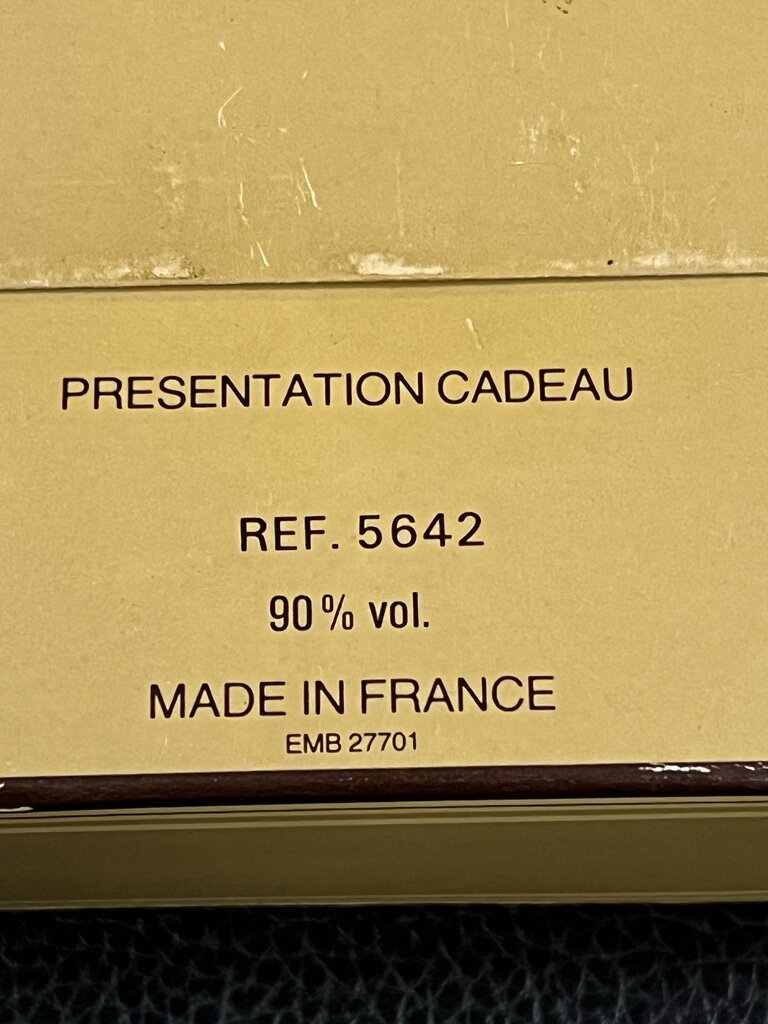 PRESENTATION CADEAU
REF. 5642
90% vol.
MADE IN FRANCE
EMB 27701